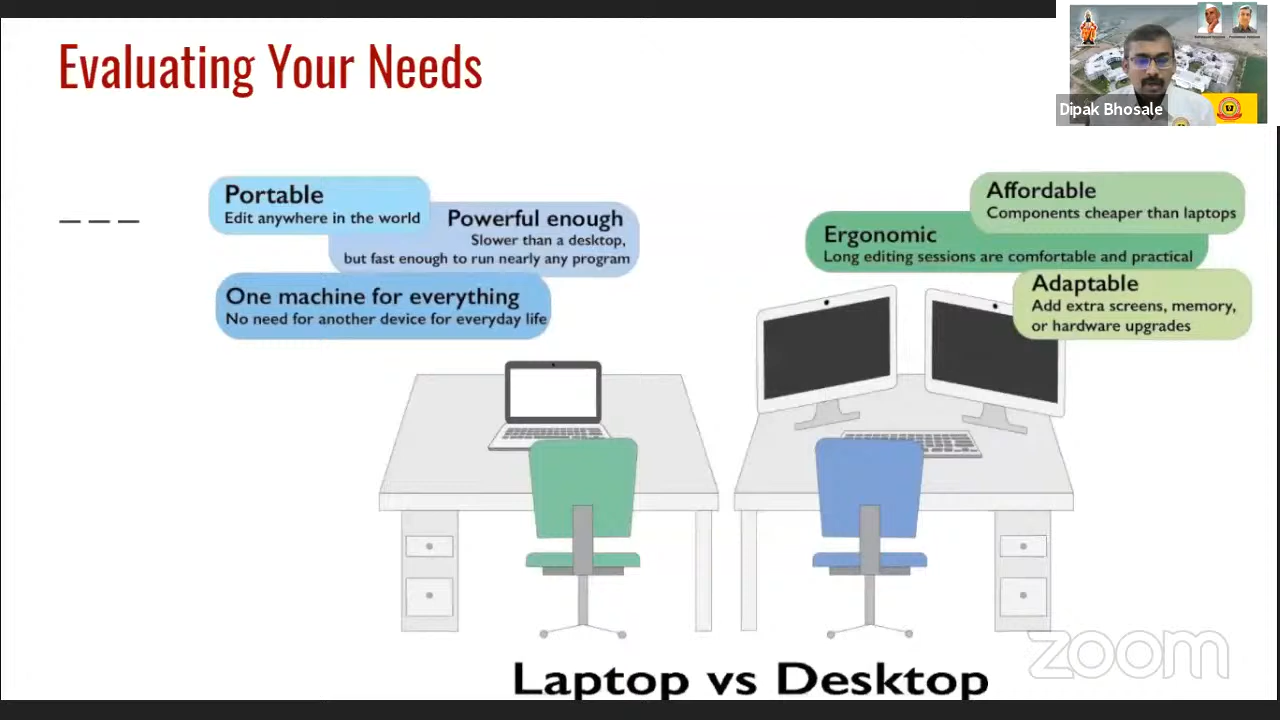 Evaluating Your Needs
Dipak Bhosale
Portable
Edit anywhere in the world
Powerful enough
Slower than a desktop,
but fast enough to run nearly any program
One machine for everything
No need for another device for everyday life
Affordable
Components cheaper than laptops
Ergonomic
Long editing sessions are comfortable and practical
Adaptable
Add extra screens, memory,
or hardware upgrades
zoom
Laptop vs Desktop